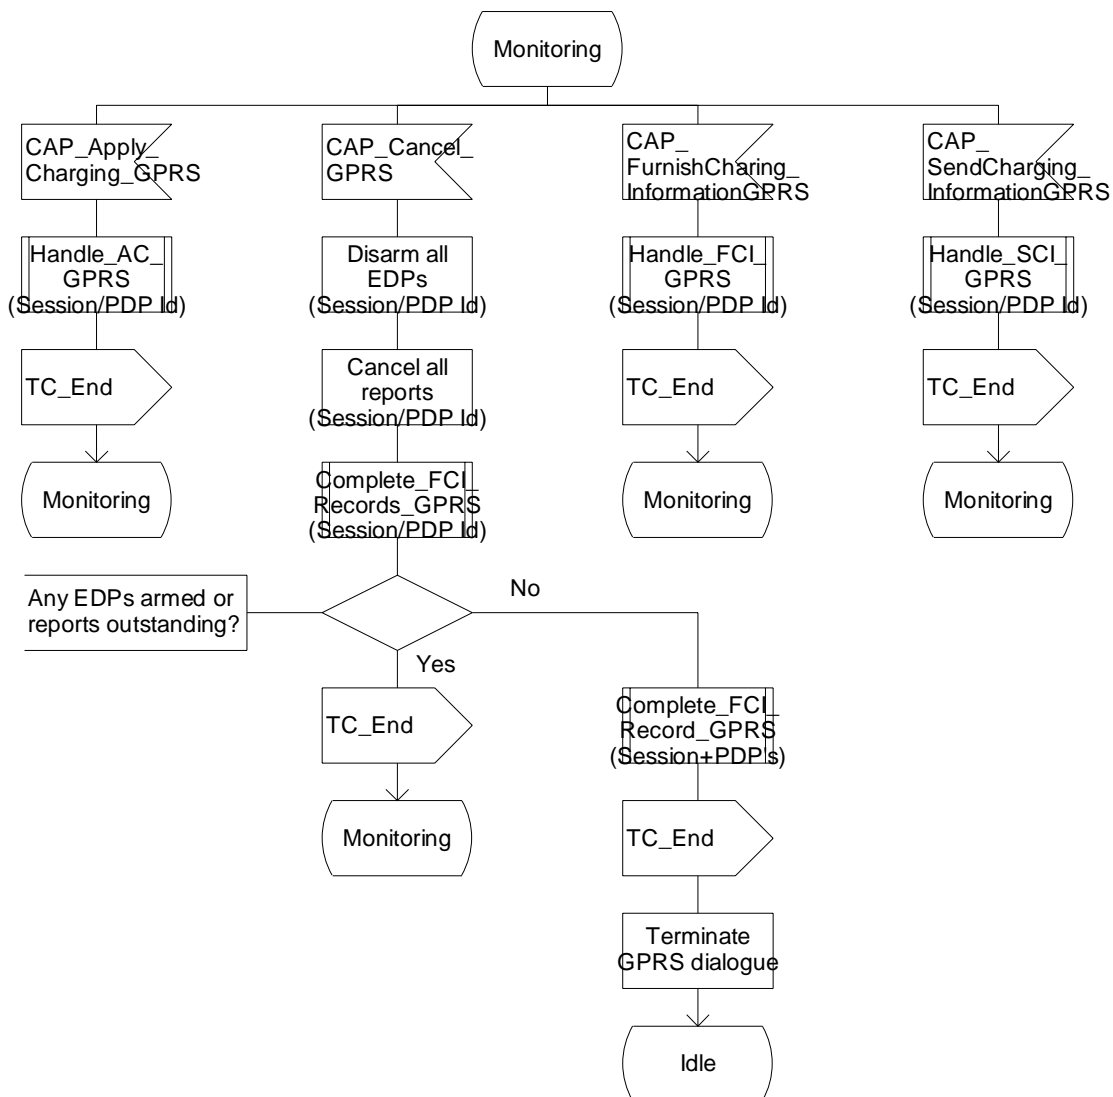 Monitoring
CAP_Apply_
Charging_GPRS
CAP_Cancel_
GPRS
CAP_
FurnishCharing_
InformationGPRS
CAP_
SendCharging_
InformationGPRS
Handle_AC_
GPRS
(Session/PDP Id)
Disarm all
EDPs
(Session/PDP Id)
Handle_FCI_
GPRS
(Session/PDP Id)
Handle_SCI_
GPRS
(Session/PDP Id)
TC_End
Cancel all
reports
(Session/PDP Id)
TC_End
TC_End
Monitoring
Complete_FCI_
Records_GPRS
(Session/PDP Id)
Monitoring
Monitoring
Any EDPs armed or
reports outstanding?
No
Yes
TC_End
Complete_FCI_
Record_GPRS
(Session+PDP's)
Monitoring
TC_End
Terminate
GPRS dialogue
Idle